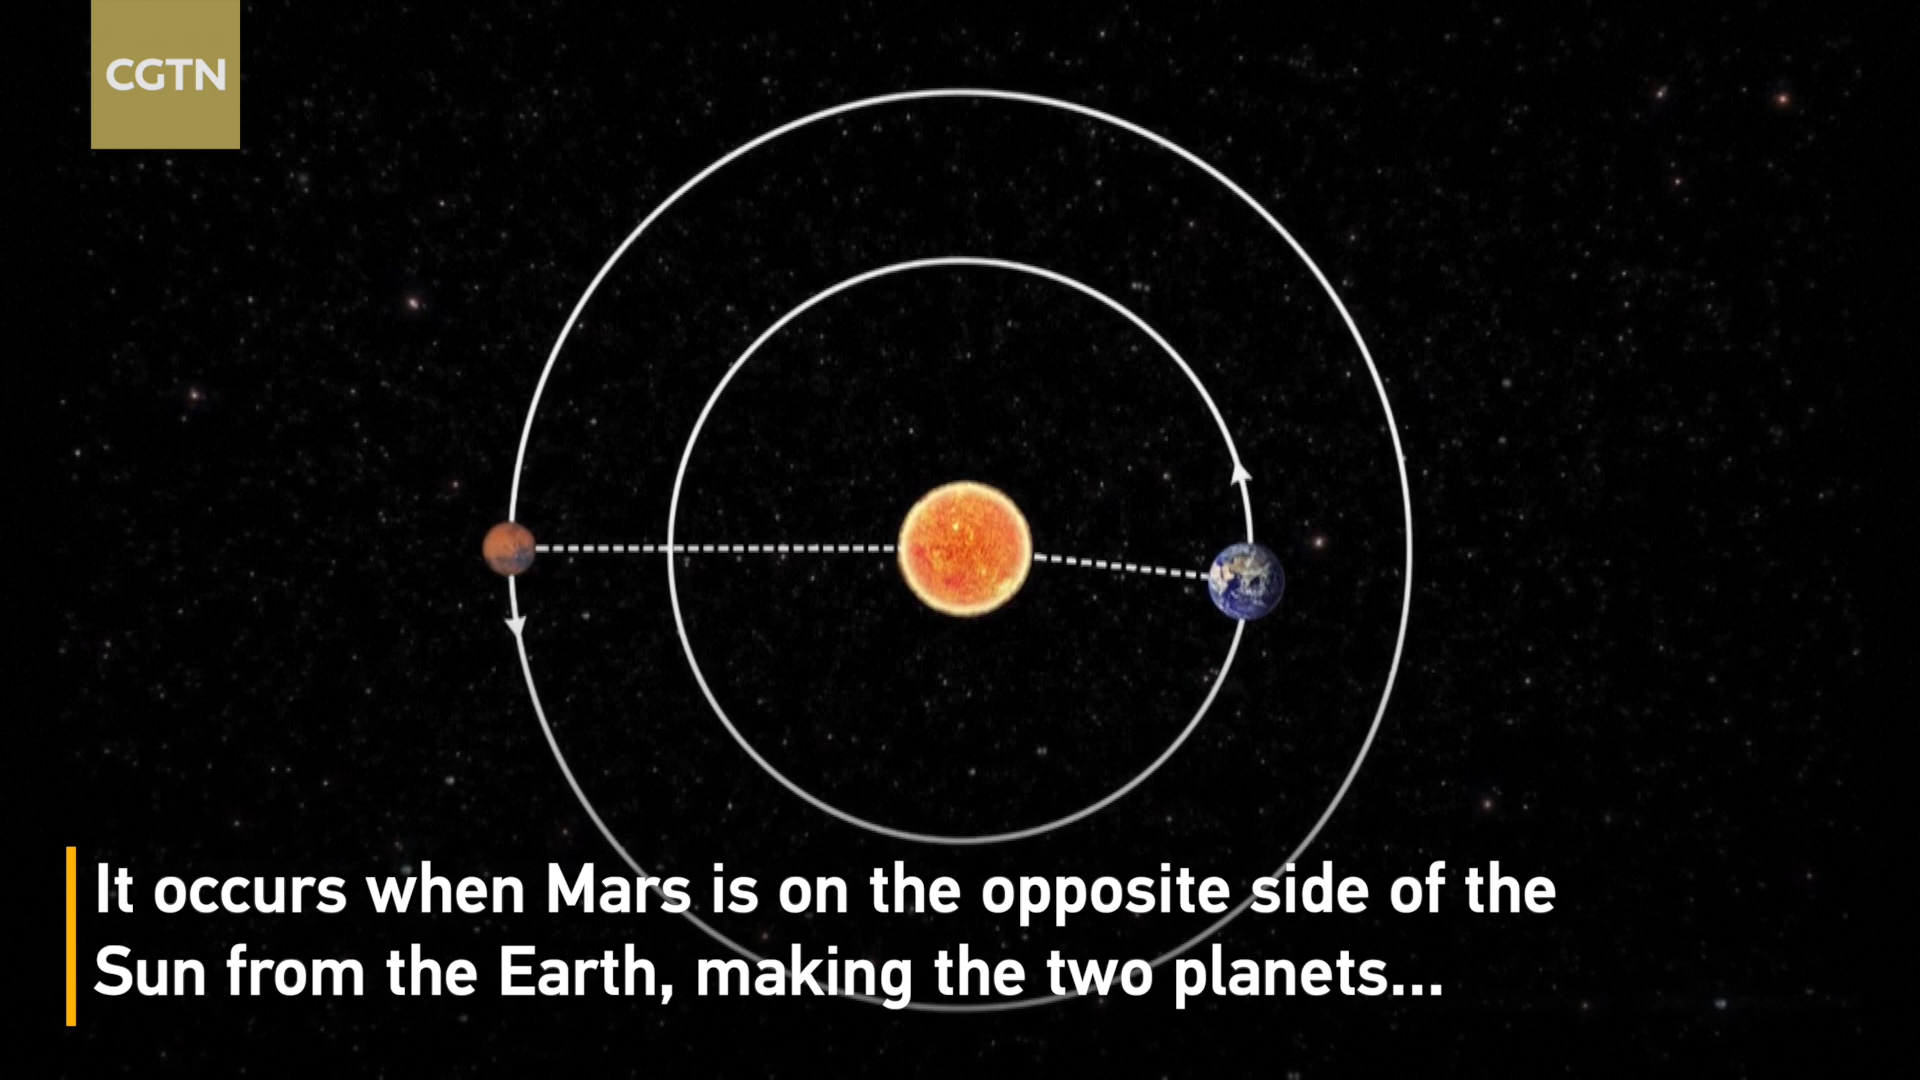 CGTN
It occurs when Mars is on the opposite side of the
Sun from the Earth, making the two planets...